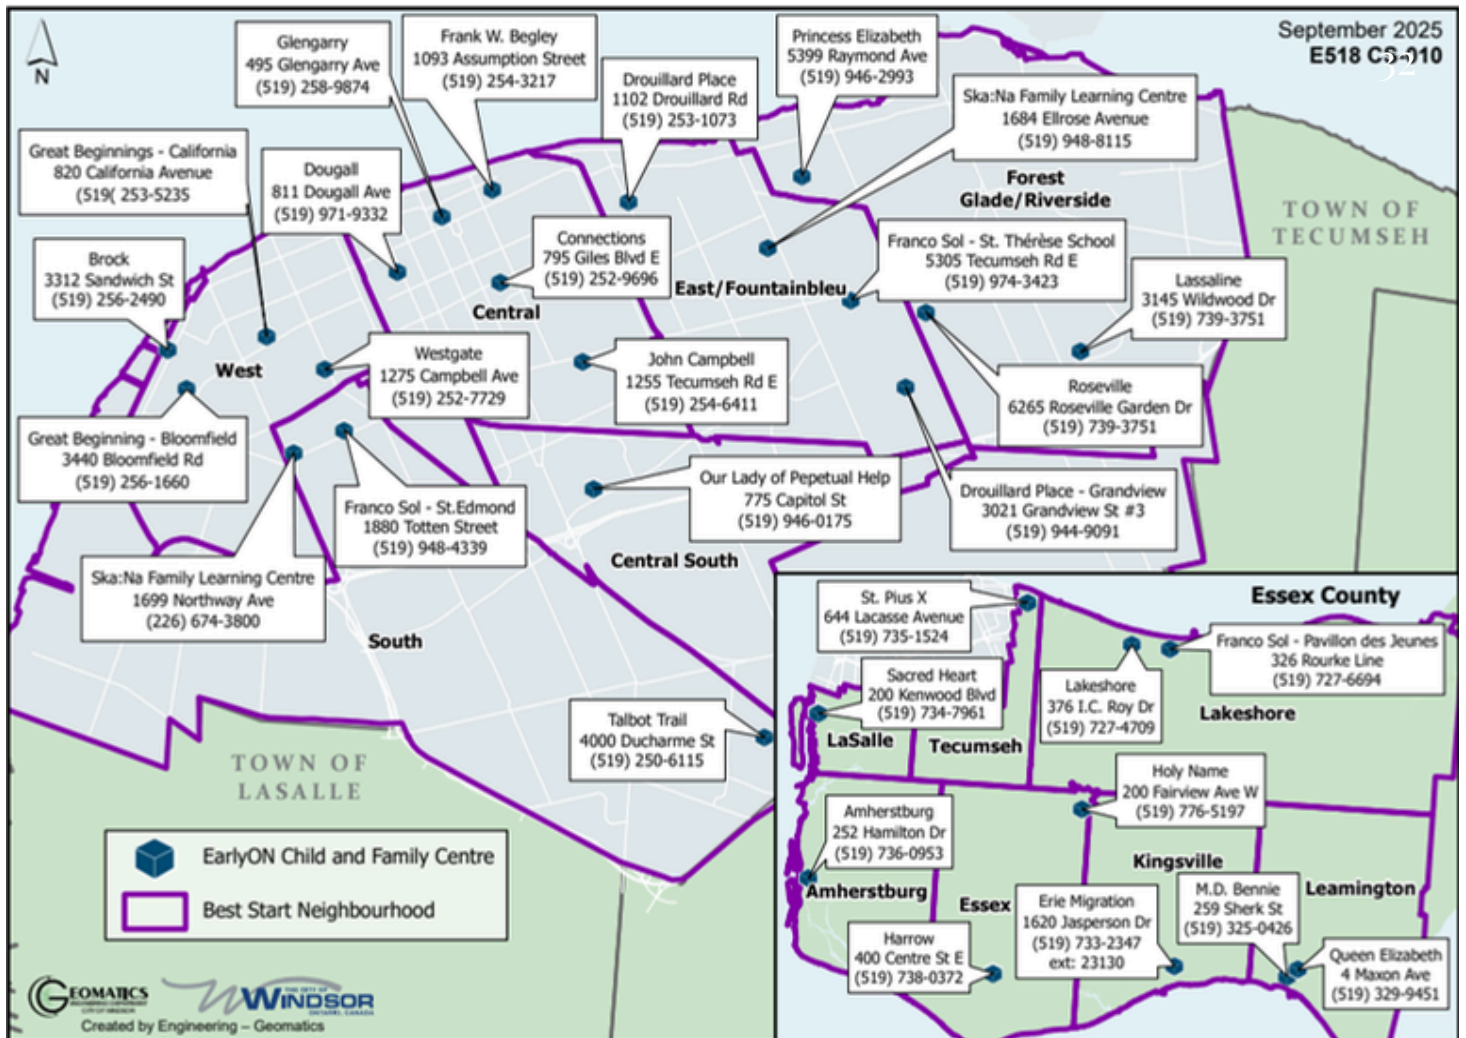 September 2025
E518 CS-010
32
N
Glengarry
495 Glengarry Ave
(519) 258-9874
Frank W. Begley
1093 Assumption Street
(519) 254-3217
Drouillard Place
1102 Drouillard Rd
(519) 253-1073
Princess Elizabeth
5399 Raymond Ave
(519) 946-2993
Ska:Na Family Learning Centre
1684 Ellrose Avenue
(519) 948-8115
Great Beginnings - California
820 California Avenue
(519( 253-5235
Dougall
811 Dougall Ave
(519) 971-9332
Forest
Glade/Riverside
TOWN OF
TECUMSEH
Brock
3312 Sandwich St
(519) 256-2490
Connections
795 Giles Blvd E
(519) 252-9696
East/Fountainbleu
Franco Sol - St. Thérèse School
5305 Tecumseh Rd E
(519) 974-3423
Lassaline
3145 Wildwood Dr
(519) 739-3751
Central
West
Westgate
1275 Campbell Ave
(519) 252-7729
John Campbell
1255 Tecumseh Rd E
(519) 254-6411
Roseville
6265 Roseville Garden Dr
(519) 739-3751
Great Beginning - Bloomfield
3440 Bloomfield Rd
(519) 256-1660
Franco Sol - St.Edmond
1880 Totten Street
(519) 948-4339
Our Lady of Pepetual Help
775 Capitol St
(519) 946-0175
Drouillard Place - Grandview
3021 Grandview St #3
(519) 944-9091
Ska:Na Family Learning Centre
1699 Northway Ave
(226) 674-3800
Central South
South
Talbot Trail
4000 Ducharme St
(519) 250-6115
TOWN OF
LASALLE
EarlyON Child and Family Centre
Best Start Neighbourhood
GEOMATICS
CITY OF WINDSOR
THE CITY OF
WINDSOR
ONTARIO, CANADA
Created by Engineering – Geomatics
Essex County
St. Pius X
644 Lacasse Avenue
(519) 735-1524
Franco Sol - Pavillon des Jeunes
326 Rourke Line
(519) 727-6694
Sacred Heart
200 Kenwood Blvd
(519) 734-7961
Lakeshore
376 I.C. Roy Dr
(519) 727-4709
Lakeshore
LaSalle
Tecumseh
Holy Name
200 Fairview Ave W
(519) 776-5197
Amherstburg
252 Hamilton Dr
(519) 736-0953
Kingsville
Amherstburg
Essex
Erie Migration
1620 Jasperson Dr
(519) 733-2347
ext: 23130
M.D. Bennie
259 Sherk St
(519) 325-0426
Leamington
Harrow
400 Centre St E
(519) 738-0372
Queen Elizabeth
4 Maxon Ave
(519) 329-9451